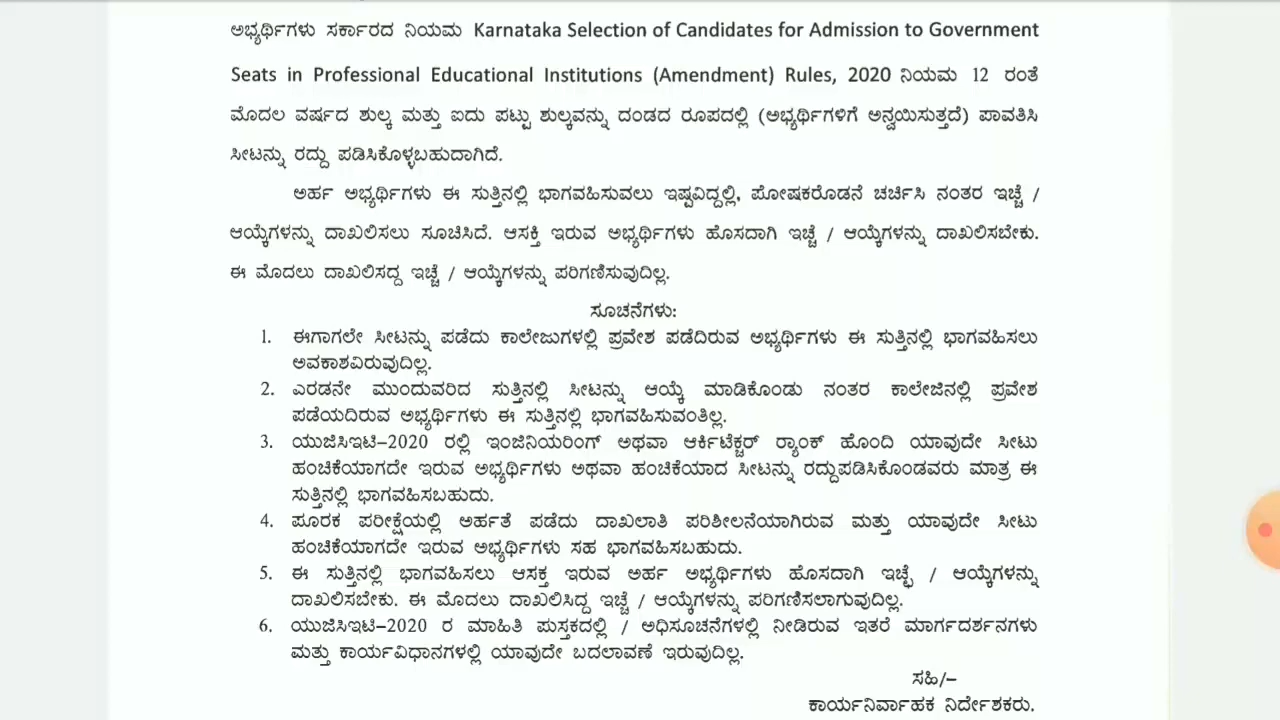 ಅಭ್ಯರ್ಥಿಗಳು ಸರ್ಕಾರದ ನಿಯಮ Karnataka Selection of Candidates for Admission to Government
Seats in Professional Educational Institutions (Amendment) Rules, 2020 ನಿಯಮ 12 ರಂತೆ
ಮೊದಲ ವರ್ಷದ ಶುಲ್ಕ ಮತ್ತು ಐದು ಪಟ್ಟು ಶುಲ್ಕವನ್ನು ದಂಡದ ರೂಪದಲ್ಲಿ (ಅಭ್ಯರ್ಥಿಗಳಿಗೆ ಅನ್ವಯಿಸುತ್ತದೆ) ಪಾವತಿಸಿ
ಸೀಟನ್ನು ರದ್ದು ಪಡಿಸಿಕೊಳ್ಳಬಹುದಾಗಿದೆ.
ಅರ್ಹ ಅಭ್ಯರ್ಥಿಗಳು ಈ ಸುತ್ತಿನಲ್ಲಿ ಭಾಗವಹಿಸುವಲು ಇಷ್ಟವಿದ್ದಲ್ಲಿ, ಪೋಷಕರೊಡನೆ ಚರ್ಚಿಸಿ ನಂತರ ಇಚ್ಚೆ /
ಆಯ್ಕೆಗಳನ್ನು ದಾಖಲಿಸಲು ಸೂಚಿಸಿದೆ. ಆಸಕ್ತಿ ಇರುವ ಅಭ್ಯರ್ಥಿಗಳು ಹೊಸದಾಗಿ ಇಚ್ಚೆ / ಆಯ್ಕೆಗಳನ್ನು ದಾಖಲಿಸಬೇಕು.
ಈ ಮೊದಲು ದಾಖಲಿಸದ್ದ ಇಚ್ಚೆ / ಆಯ್ಕೆಗಳನ್ನು ಪರಿಗಣಿಸುವುದಿಲ್ಲ.
ಸೂಚನೆಗಳು:
1. ಈಗಾಗಲೇ ಸೀಟನ್ನು ಪಡೆದು ಕಾಲೇಜುಗಳಲ್ಲಿ ಪ್ರವೇಶ ಪಡೆದಿರುವ ಅಭ್ಯರ್ಥಿಗಳು ಈ ಸುತ್ತಿನಲ್ಲಿ ಭಾಗವಹಿಸಲು
ಅವಕಾಶವಿರುವುದಿಲ್ಲ.
2. ಎರಡನೇ ಮುಂದುವರಿದ ಸುತ್ತಿನಲ್ಲಿ ಸೀಟನ್ನು ಆಯ್ಕೆ ಮಾಡಿಕೊಂಡು ನಂತರ ಕಾಲೇಜಿನಲ್ಲಿ ಪ್ರವೇಶ
ಪಡೆಯದಿರುವ ಅಭ್ಯರ್ಥಿಗಳು ಈ ಸುತ್ತಿನಲ್ಲಿ ಭಾಗವಹಿಸುವಂತಿಲ್ಲ.
3. ಯುಜಿಸಿಇಟಿ–2020 ರಲ್ಲಿ ಇಂಜಿನಿಯರಿಂಗ್ ಅಥವಾ ಆರ್ಕಿಟೆಕ್ಚರ್ ರ‍್ಯಾಂಕ್ ಹೊಂದಿ ಯಾವುದೇ ಸೀಟು
ಹಂಚಿಕೆಯಾಗದೇ ಇರುವ ಅಭ್ಯರ್ಥಿಗಳು ಅಥವಾ ಹಂಚಿಕೆಯಾದ ಸೀಟನ್ನು ರದ್ದುಪಡಿಸಿಕೊಂಡವರು ಮಾತ್ರ ಈ
ಸುತ್ತಿನಲ್ಲಿ ಭಾಗವಹಿಸಬಹುದು.
4. ಪೂರಕ ಪರೀಕ್ಷೆಯಲ್ಲಿ ಅರ್ಹತೆ ಪಡೆದು ದಾಖಲಾತಿ ಪರಿಶೀಲನೆಯಾಗಿರುವ ಮತ್ತು ಯಾವುದೇ ಸೀಟು
ಹಂಚಿಕೆಯಾಗದೇ ಇರುವ ಅಭ್ಯರ್ಥಿಗಳು ಸಹ ಭಾಗವಹಿಸಬಹುದು.
5. ಈ ಸುತ್ತಿನಲ್ಲಿ ಭಾಗವಹಿಸಲು ಆಸಕ್ತ ಇರುವ ಅರ್ಹ ಅಭ್ಯರ್ಥಿಗಳು ಹೊಸದಾಗಿ ಇಚ್ಛೆ / ಆಯ್ಕೆಗಳನ್ನು
ದಾಖಲಿಸಬೇಕು. ಈ ಮೊದಲು ದಾಖಲಿಸಿದ್ದ ಇಚ್ಚೆ / ಆಯ್ಕೆಗಳನ್ನು ಪರಿಗಣಿಸಲಾಗುವುದಿಲ್ಲ.
6. ಯುಜಿಸಿಇಟಿ–2020 ರ ಮಾಹಿತಿ ಪುಸ್ತಕದಲ್ಲಿ / ಅಧಿಸೂಚನೆಗಳಲ್ಲಿ ನೀಡಿರುವ ಇತರೆ ಮಾರ್ಗದರ್ಶನಗಳು
ಮತ್ತು ಕಾರ್ಯವಿಧಾನಗಳಲ್ಲಿ ಯಾವುದೇ ಬದಲಾವಣೆ ಇರುವುದಿಲ್ಲ.
ಸಹಿ/–
ಕಾರ್ಯನಿರ್ವಾಹಕ ನಿರ್ದೇಶಕರು.